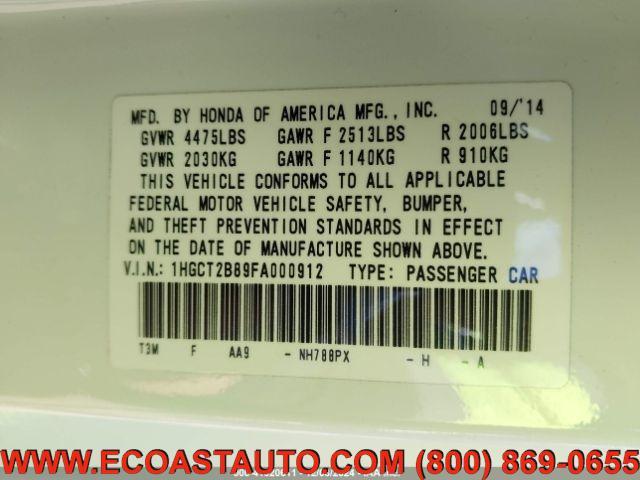 MFD. BY HONDA OF AMERICA MFG., INC. 09/'14
GVWR 4475LBS GAWR F 2513LBS R 2006LBS
GVWR 2030KG GAWR F 1140KG R 910KG
THIS VEHICLE CONFORMS TO ALL APPLICABLE
FEDERAL MOTOR VEHICLE SAFETY, BUMPER,
AND THEFT PREVENTION STANDARDS IN EFFECT
ON THE DATE OF MANUFACTURE SHOWN ABOVE.
V.I.N.: 1HGCT2B89FA000912 TYPE: PASSENGER CAR
T3M F AA9 - NH788PX - H - A
www.ECOASTAUTO.com (800) 869-0655